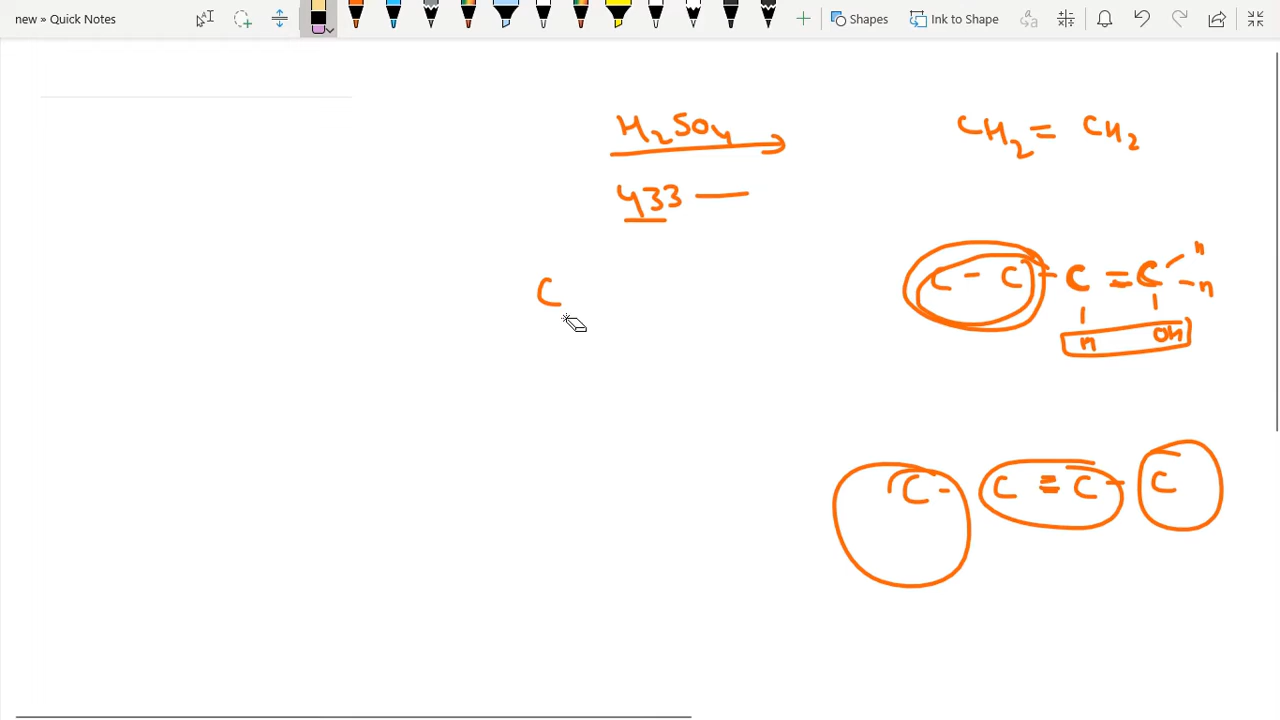 new » Quick Notes
Shapes
Ink to Shape
H₂SO₄
CH₂ = CH₂
433 —
C - C - C = C
H
n
n
OH
C
C - C = C - C